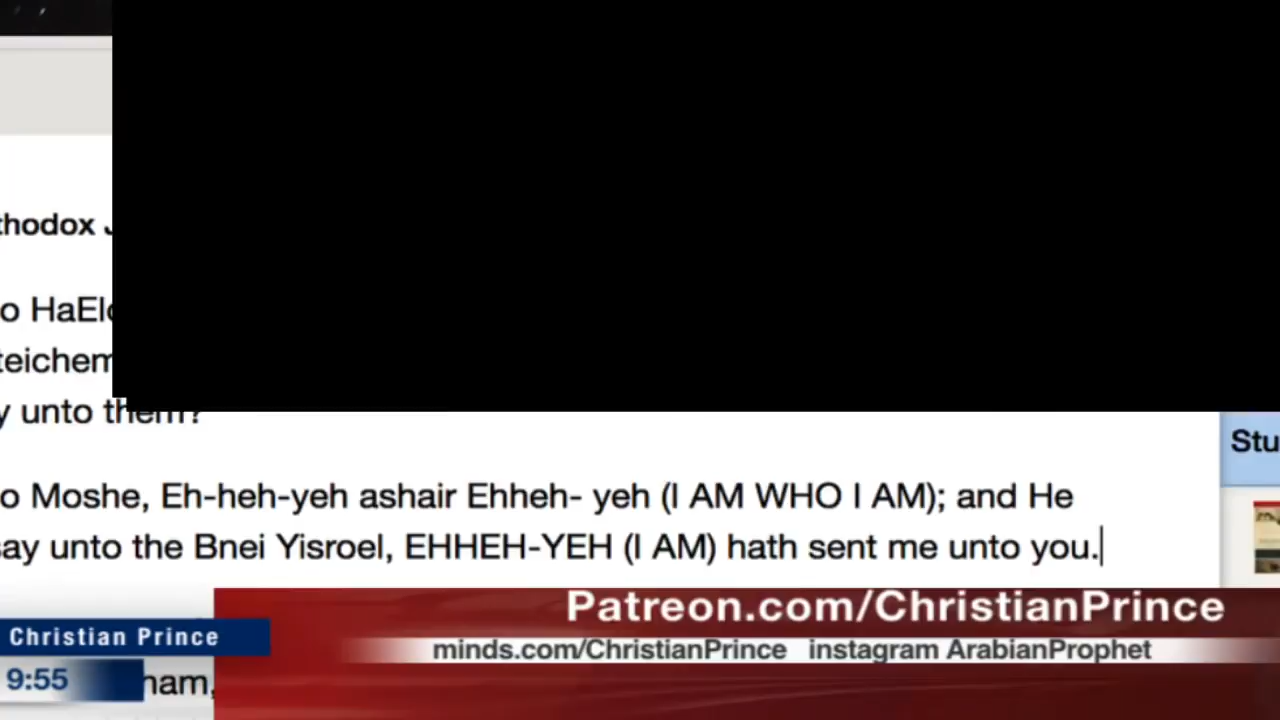 thodox J
o HaElo
teichem
y unto them?
o Moshe, Eh-heh-yeh ashair Ehheh- yeh (I AM WHO I AM); and He
say unto the Bnei Yisroel, EHHEH-YEH (I AM) hath sent me unto you.
Stu
Patreon.com/ChristianPrince
Christian Prince
minds.com/ChristianPrince instagram ArabianProphet
9:55
ham,